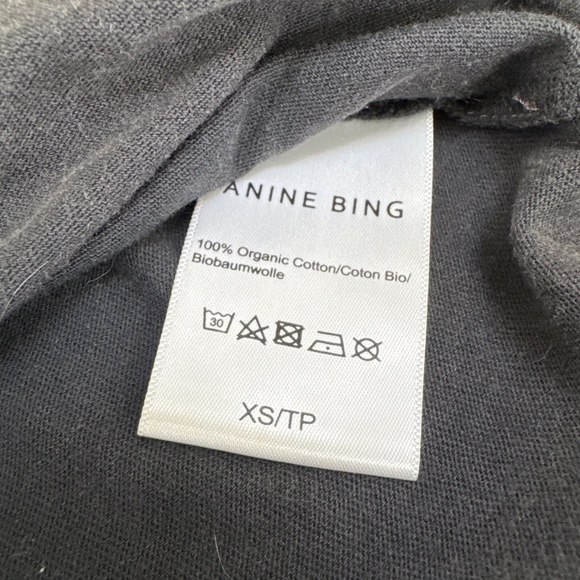 ANINE BING
100% Organic Cotton/Coton Bio/
Biobaumwolle
30
XS/TP